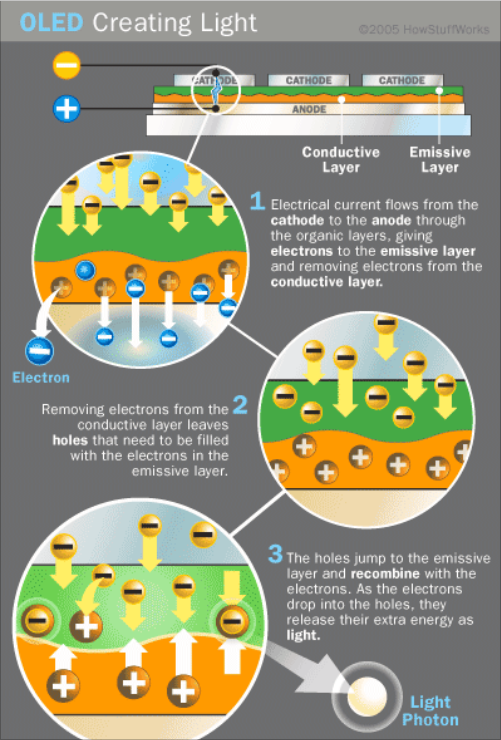 OLED Creating Light
©2005 HowStuffWorks
CATHODE CATHODE CATHODE
ANODE
Conductive
Layer
Emissive
Layer
1 Electrical current flows from the
cathode to the anode through
the organic layers, giving
electrons to the emissive layer
and removing electrons from the
conductive layer.
Electron
2
Removing electrons from the
conductive layer leaves
holes that need to be filled
with the electrons in the
emissive layer.
3 The holes jump to the emissive
layer and recombine with the
electrons. As the electrons
drop into the holes, they
release their extra energy as
light.
Light
Photon